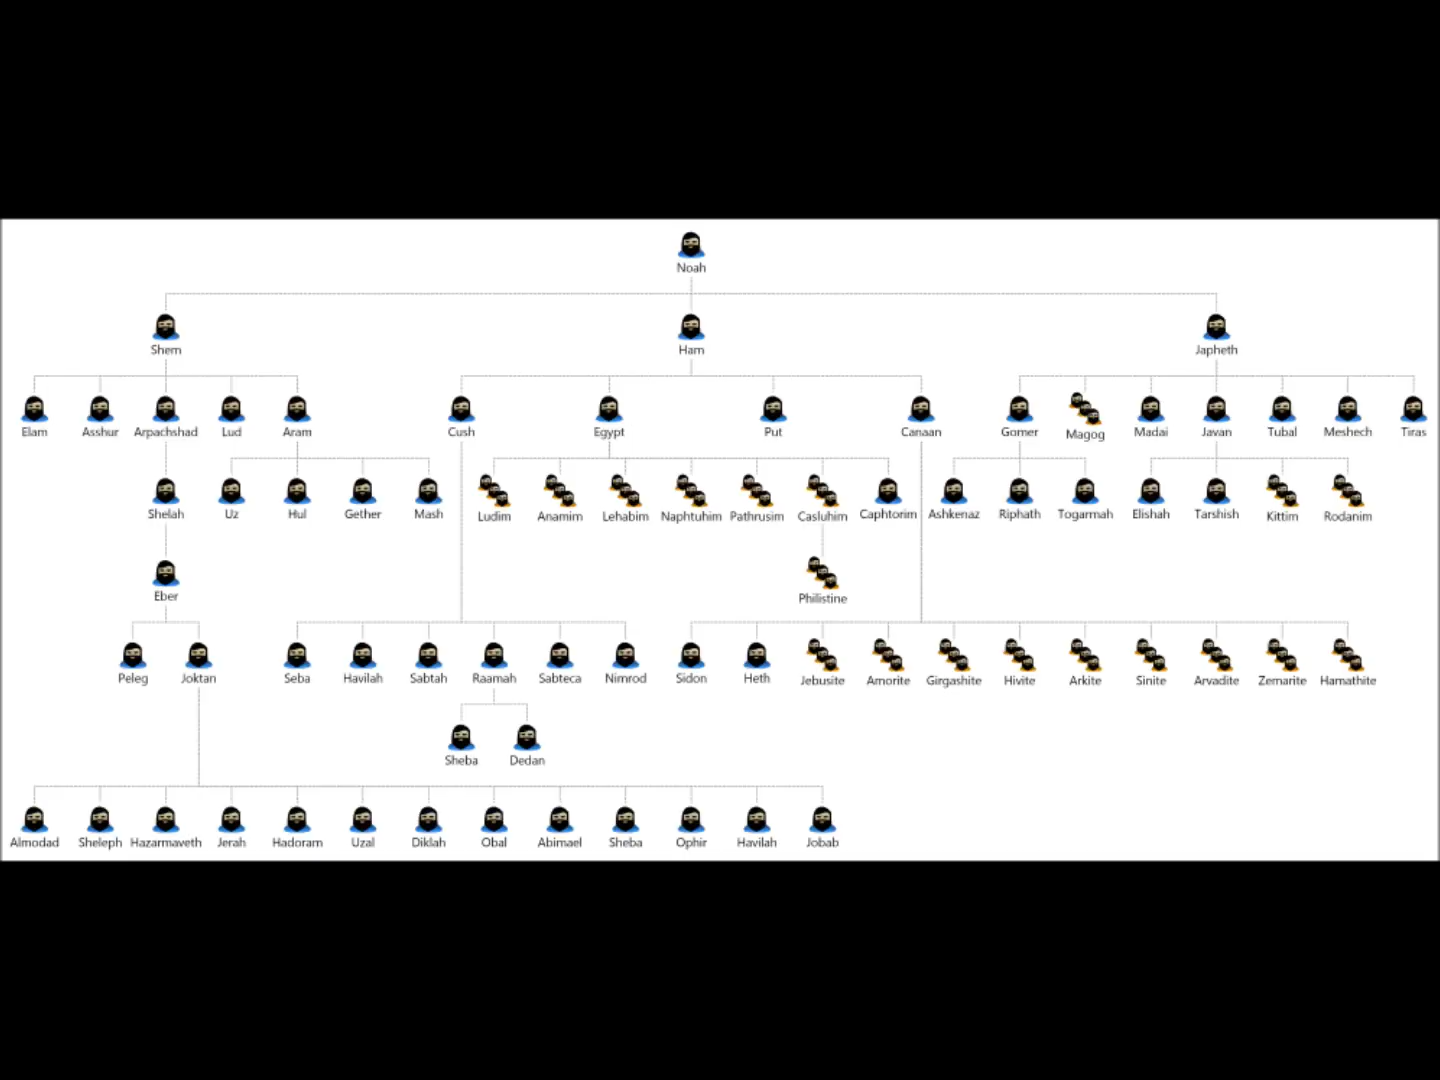 Noah
Shem Ham Japheth
Elam Asshur Arpachshad Lud Aram Cush Egypt Put Canaan Gomer Magog Madai Javan Tubal Meshech Tiras
Shelah Uz Hul Gether Mash Ludim Anamim Lehabim Naphtuhim Pathrusim Casluhim Caphtorim Ashkenaz Riphath Togarmah Elishah Tarshish Kittim Rodanim
Eber Philistine
Peleg Joktan Seba Havilah Sabtah Raamah Sabteca Nimrod Sidon Heth Jebusite Amorite Girgashite Hivite Arkite Sinite Arvadite Zemarite Hamathite
Sheba Dedan
Almodad Sheleph Hazarmaveth Jerah Hadoram Uzal Diklah Obal Abimael Sheba Ophir Havilah Jobab